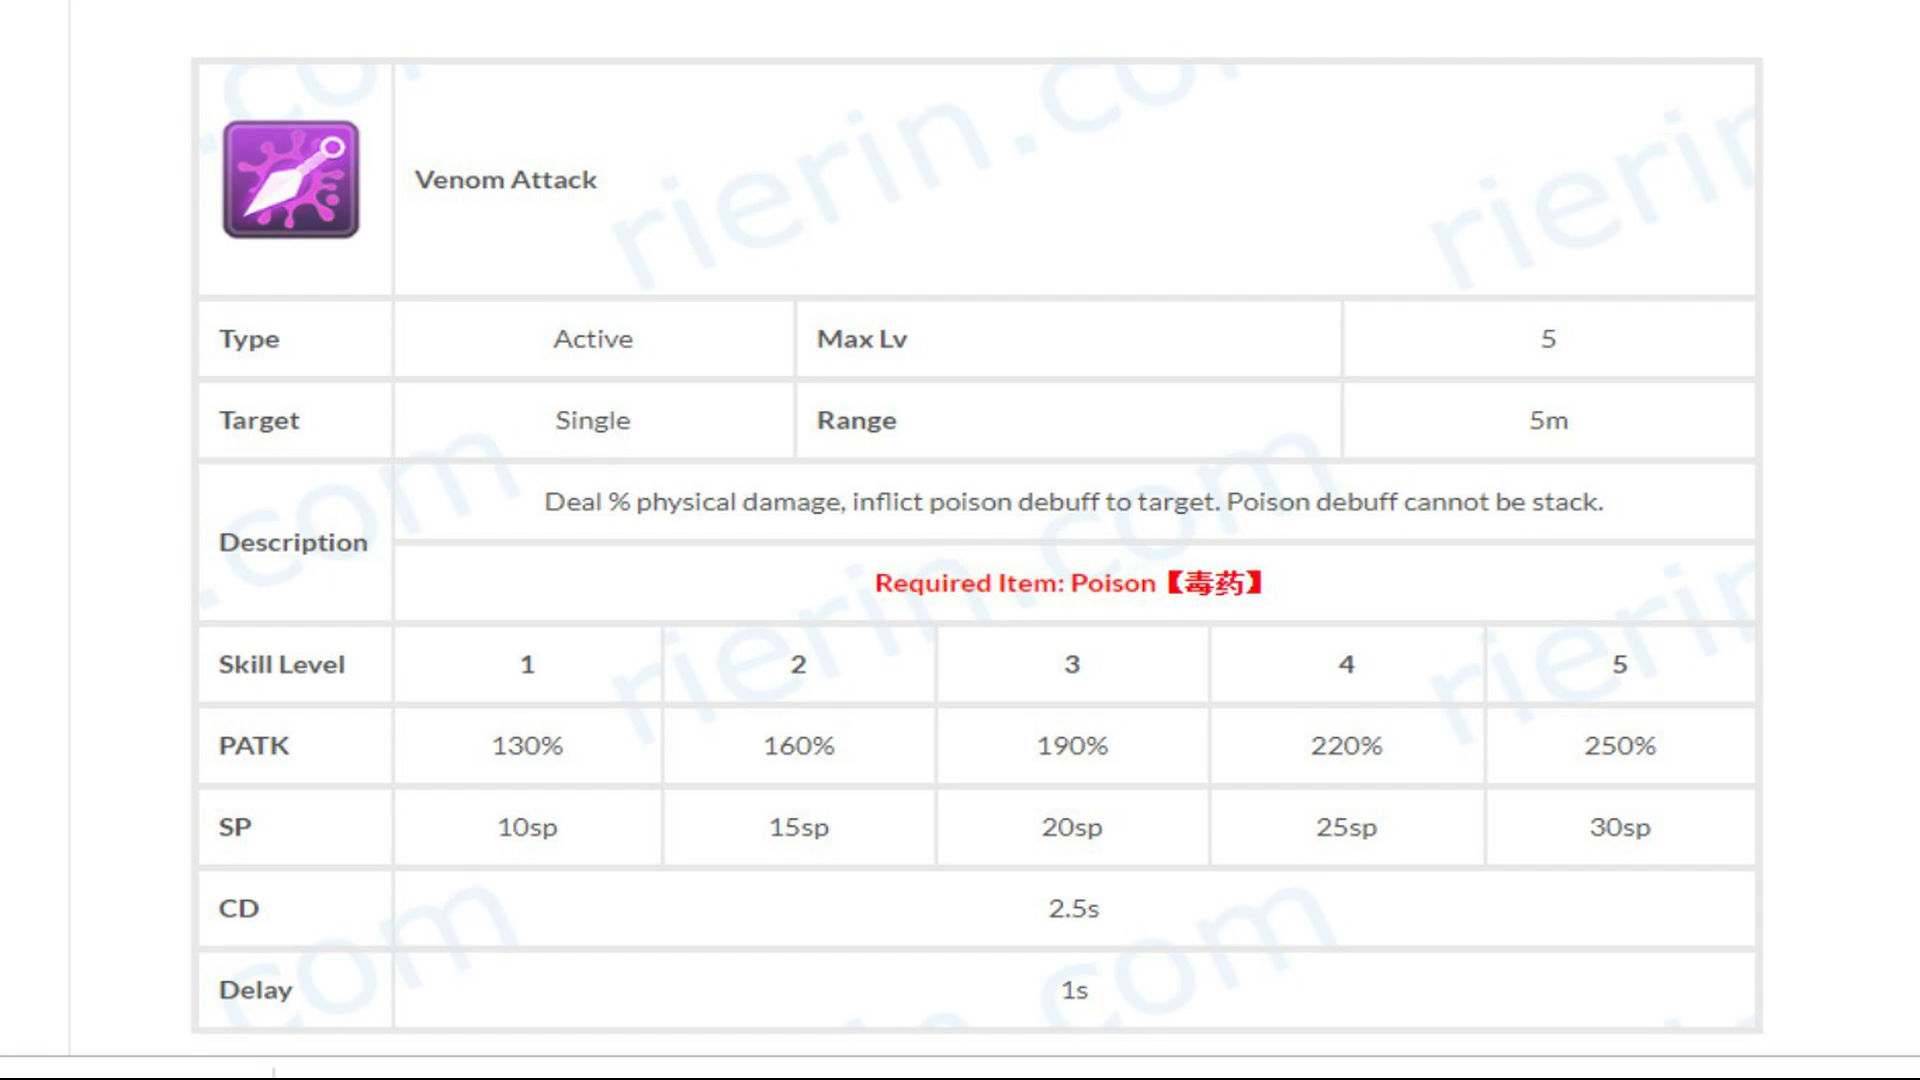 Venom Attack
Type Active Max Lv 5
Target Single Range 5m
Description
Deal % physical damage, inflict poison debuff to target. Poison debuff cannot be stack.
Required Item: Poison【毒药】
Skill Level 1 2 3 4 5
PATK 130% 160% 190% 220% 250%
SP 10sp 15sp 20sp 25sp 30sp
CD 2.5s
Delay 1s
rierin.com